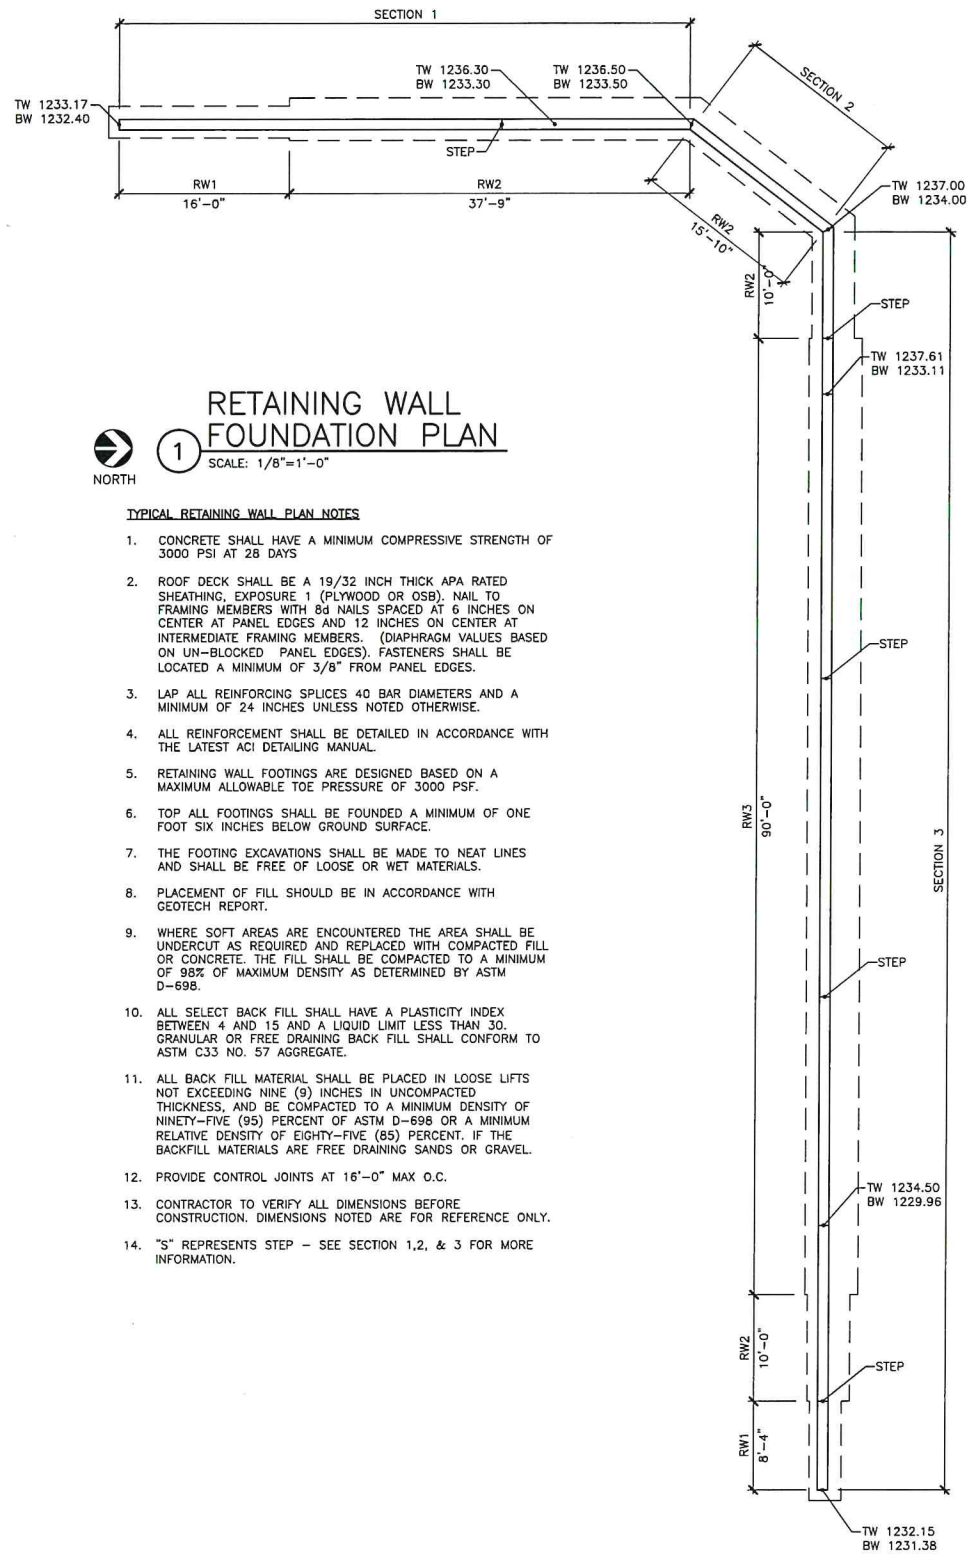 SECTION 1
TW 1236.30
BW 1233.30
TW 1236.50
BW 1233.50
SECTION 2
TW 1233.17
BW 1232.40
STEP
RW1
16'-0"
RW2
37'-9"
TW 1237.00
BW 1234.00
RW2
15'-10"
RW2
10'-0"
STEP
TW 1237.61
BW 1233.11
RETAINING WALL
1
FOUNDATION PLAN
SCALE: 1/8"=1'-0"
NORTH
TYPICAL RETAINING WALL PLAN NOTES
1. CONCRETE SHALL HAVE A MINIMUM COMPRESSIVE STRENGTH OF
3000 PSI AT 28 DAYS
2. ROOF DECK SHALL BE A 19/32 INCH THICK APA RATED
SHEATHING, EXPOSURE 1 (PLYWOOD OR OSB). NAIL TO
FRAMING MEMBERS WITH 8d NAILS SPACED AT 6 INCHES ON
CENTER AT PANEL EDGES AND 12 INCHES ON CENTER AT
INTERMEDIATE FRAMING MEMBERS. (DIAPHRAGM VALUES BASED
ON UN-BLOCKED PANEL EDGES). FASTENERS SHALL BE
LOCATED A MINIMUM OF 3/8" FROM PANEL EDGES.
3. LAP ALL REINFORCING SPLICES 40 BAR DIAMETERS AND A
MINIMUM OF 24 INCHES UNLESS NOTED OTHERWISE.
4. ALL REINFORCEMENT SHALL BE DETAILED IN ACCORDANCE WITH
THE LATEST ACI DETAILING MANUAL.
5. RETAINING WALL FOOTINGS ARE DESIGNED BASED ON A
MAXIMUM ALLOWABLE TOE PRESSURE OF 3000 PSF.
6. TOP ALL FOOTINGS SHALL BE FOUNDED A MINIMUM OF ONE
FOOT SIX INCHES BELOW GROUND SURFACE.
7. THE FOOTING EXCAVATIONS SHALL BE MADE TO NEAT LINES
AND SHALL BE FREE OF LOOSE OR WET MATERIALS.
8. PLACEMENT OF FILL SHOULD BE IN ACCORDANCE WITH
GEOTECH REPORT.
9. WHERE SOFT AREAS ARE ENCOUNTERED THE AREA SHALL BE
UNDERCUT AS REQUIRED AND REPLACED WITH COMPACTED FILL
OR CONCRETE. THE FILL SHALL BE COMPACTED TO A MINIMUM
OF 98% OF MAXIMUM DENSITY AS DETERMINED BY ASTM
D-698.
10. ALL SELECT BACK FILL SHALL HAVE A PLASTICITY INDEX
BETWEEN 4 AND 15 AND A LIQUID LIMIT LESS THAN 30.
GRANULAR OR FREE DRAINING BACK FILL SHALL CONFORM TO
ASTM C33 NO. 57 AGGREGATE.
11. ALL BACK FILL MATERIAL SHALL BE PLACED IN LOOSE LIFTS
NOT EXCEEDING NINE (9) INCHES IN UNCOMPACTED
THICKNESS, AND BE COMPACTED TO A MINIMUM DENSITY OF
NINETY-FIVE (95) PERCENT OF ASTM D-698 OR A MINIMUM
RELATIVE DENSITY OF EIGHTY-FIVE (85) PERCENT. IF THE
BACKFILL MATERIALS ARE FREE DRAINING SANDS OR GRAVEL.
12. PROVIDE CONTROL JOINTS AT 16'-0" MAX O.C.
13. CONTRACTOR TO VERIFY ALL DIMENSIONS BEFORE
CONSTRUCTION. DIMENSIONS NOTED ARE FOR REFERENCE ONLY.
14. "S" REPRESENTS STEP - SEE SECTION 1,2, & 3 FOR MORE
INFORMATION.
STEP
RW3
90'-0"
SECTION 3
STEP
TW 1234.50
BW 1229.96
RW2
10'-0"
STEP
RW1
8'-4"
TW 1232.15
BW 1231.38